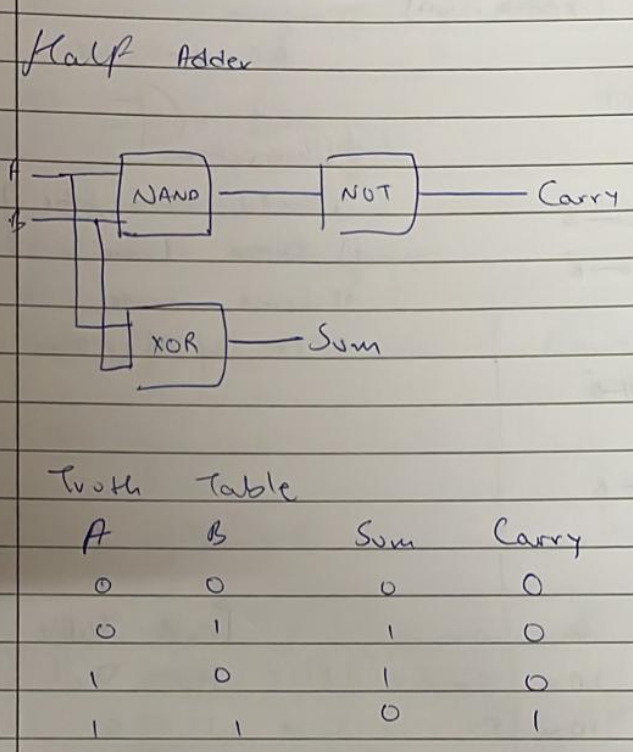 Half Adder
A
NAND NOT Carry
B
XOR Sum
Truth Table
A B Sum Carry
0 0 0 0
0 1 1 0
1 0 1 0
1 1 0 1